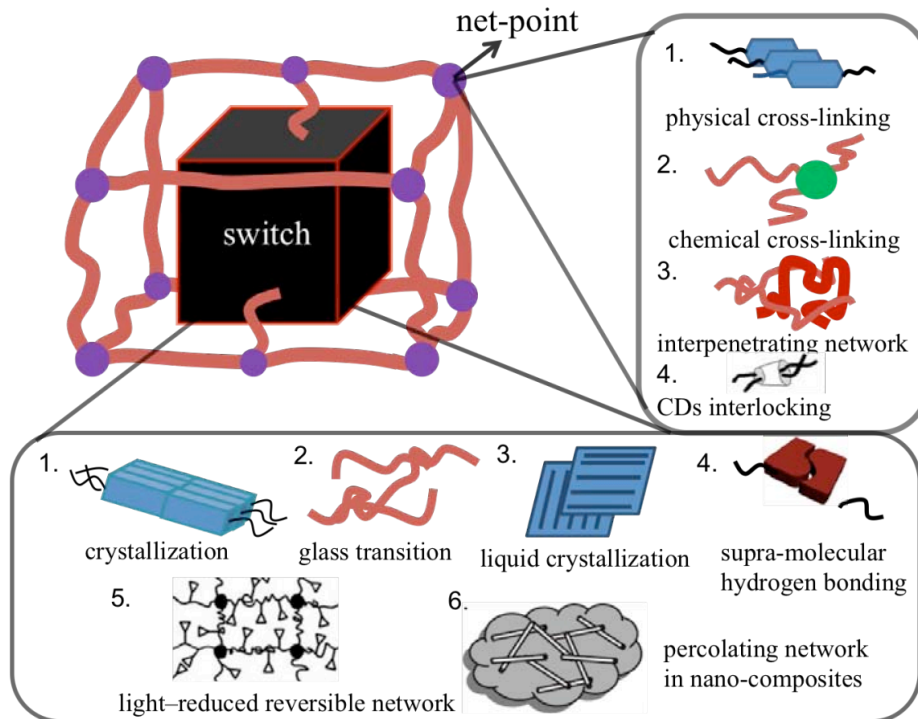 net-point
switch
1.
physical cross-linking
2.
chemical cross-linking
3.
interpenetrating network
4.
CDs interlocking
1.
crystallization
2.
glass transition
3.
liquid crystallization
4.
supra-molecular
hydrogen bonding
5.
light–reduced reversible network
6.
percolating network
in nano-composites